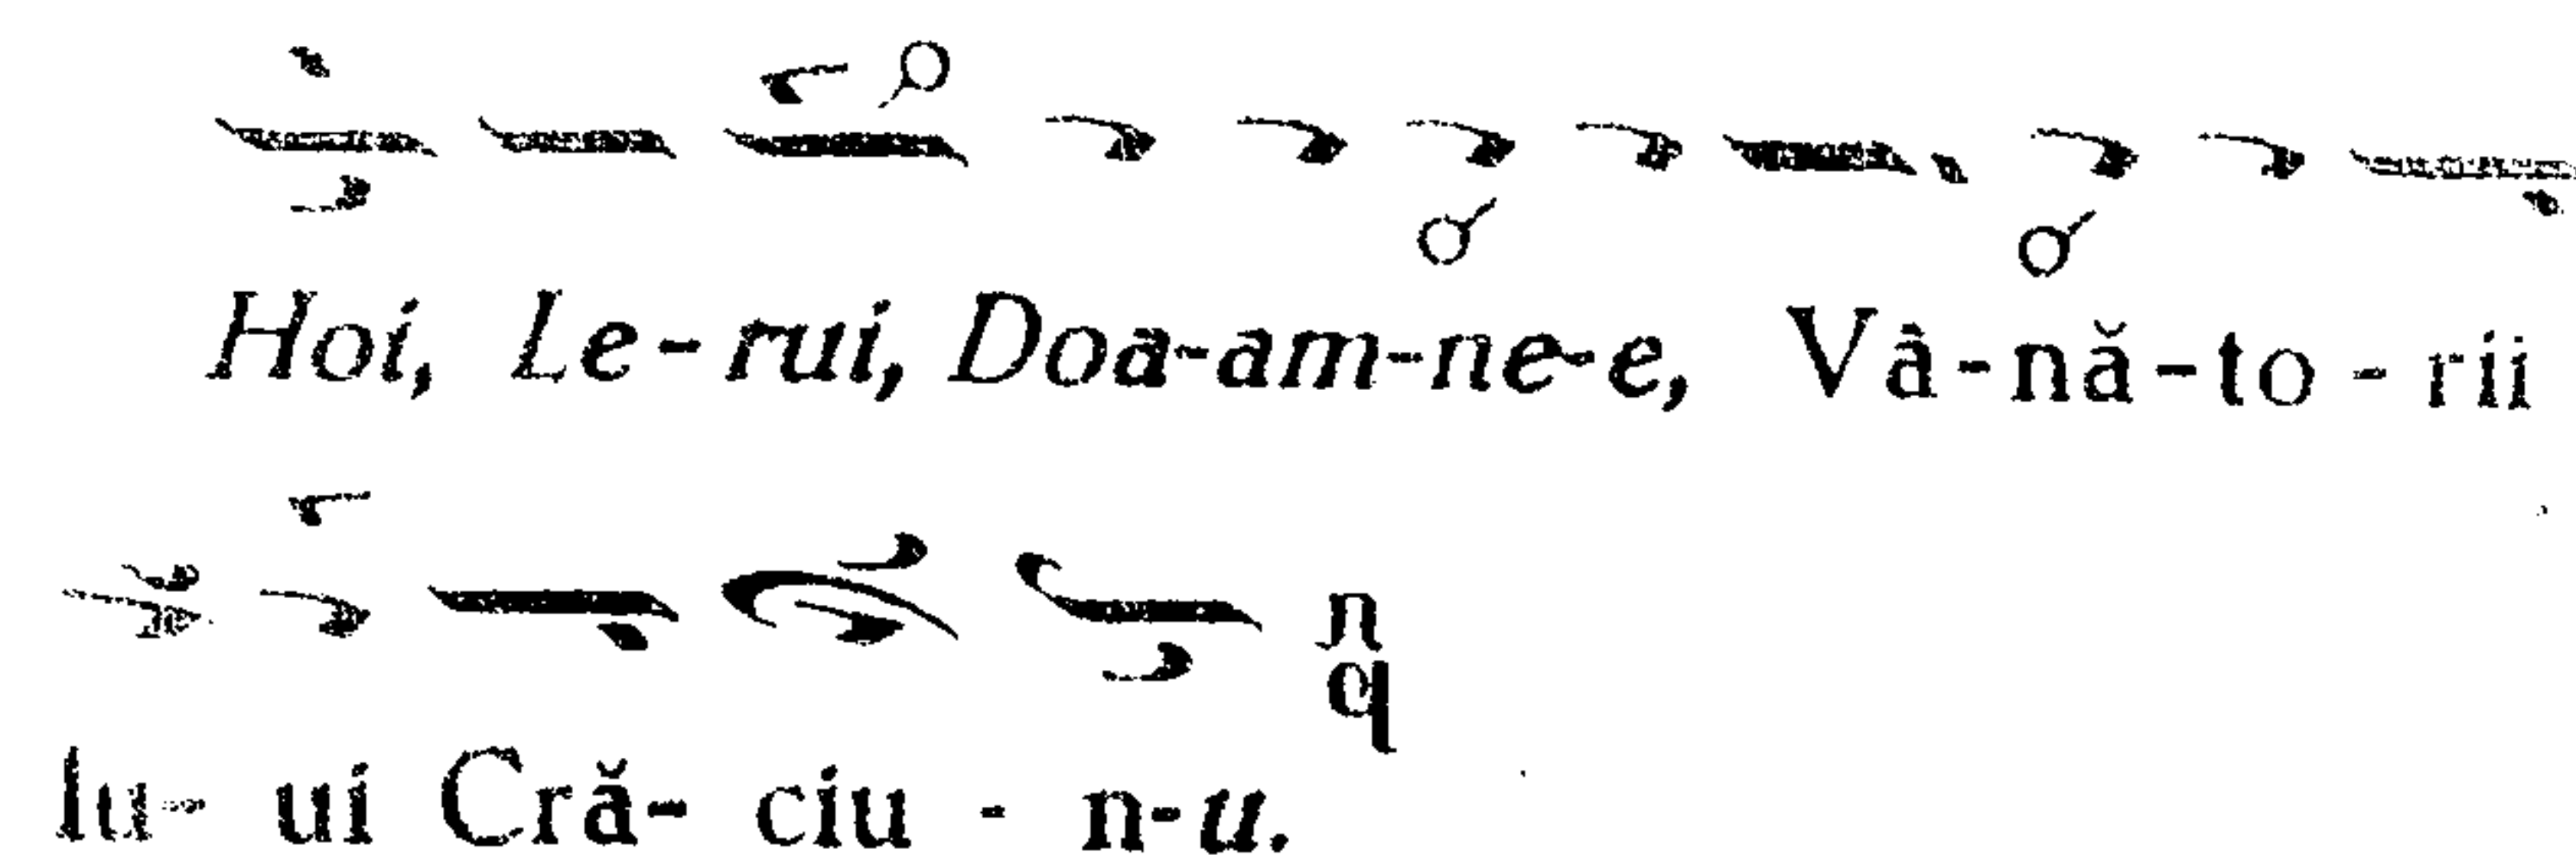 Hoi, Le-rui, Doa-am-ne-e, Vâ-nă-to-rii
lu-ui Cră-ciu-n-u.